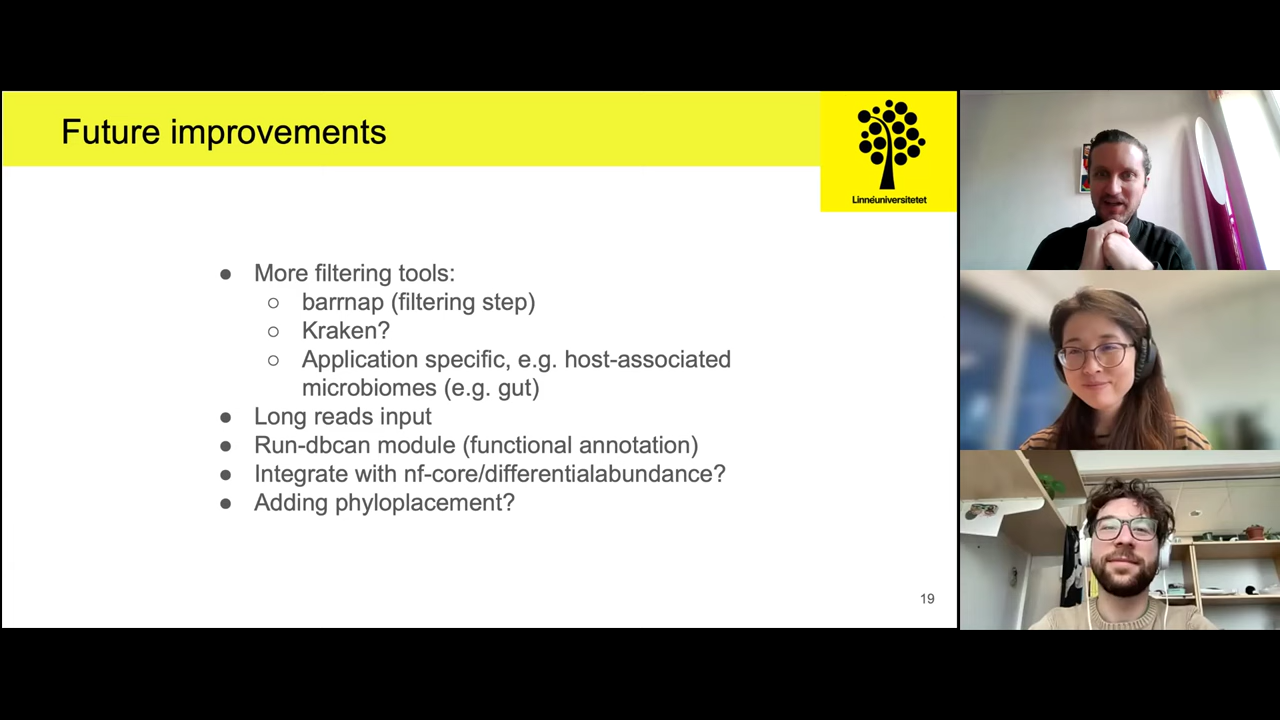 Future improvements
Linnéuniversitetet
● More filtering tools:
○ barrnap (filtering step)
○ Kraken?
○ Application specific, e.g. host-associated
microbiomes (e.g. gut)
● Long reads input
● Run-dbcan module (functional annotation)
● Integrate with nf-core/differentialabundance?
● Adding phyloplacement?
19